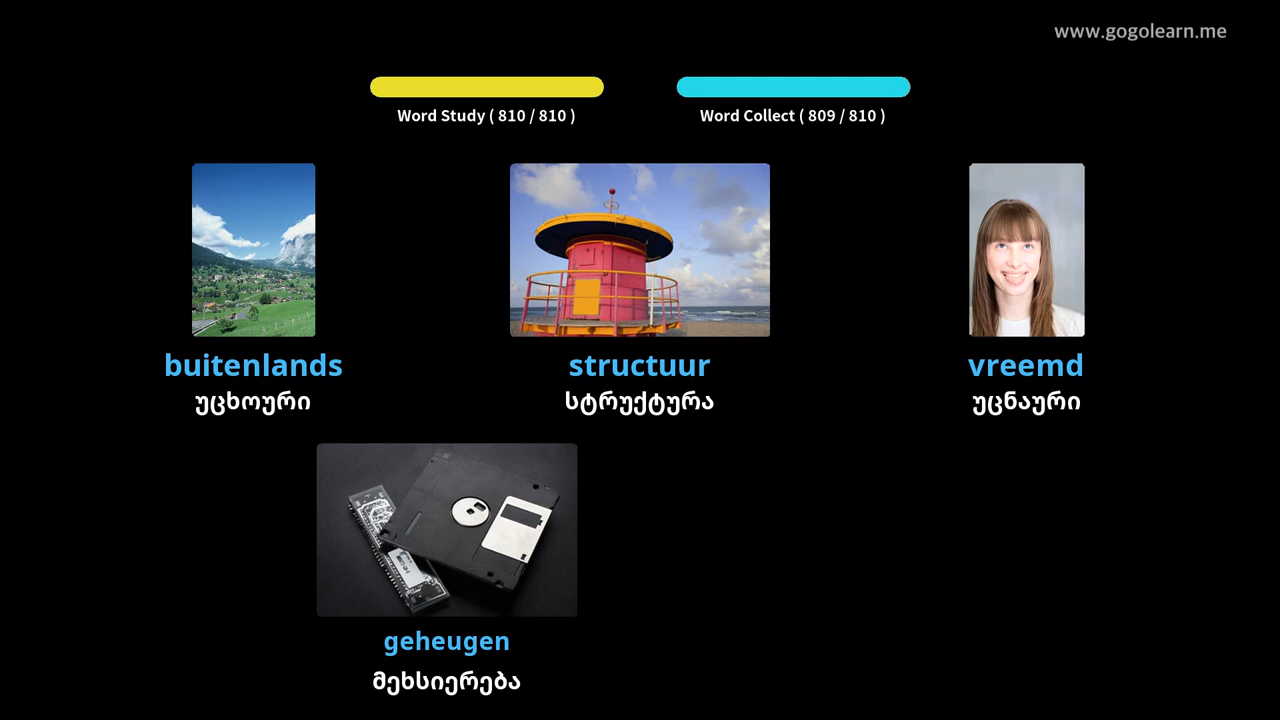 www.gogolearn.me
Word Study ( 810 / 810 )
Word Collect ( 809 / 810 )
buitenlands
structuur
vreemd
უცხოური
სტრუქტურა
უცნაური
geheugen
მეხსიერება